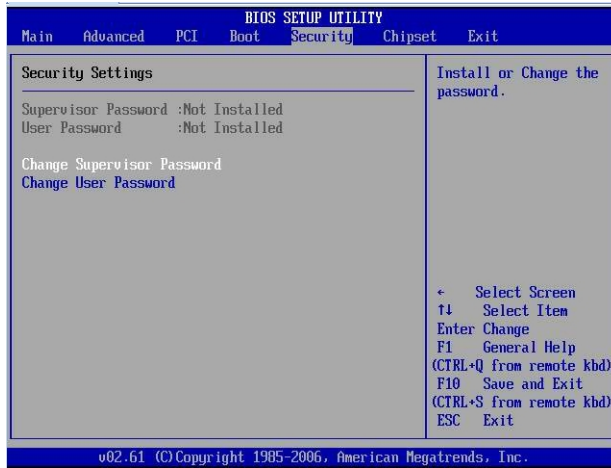 BIOS SETUP UTILITY
Main Advanced PCI Boot Security Chipset Exit
Security Settings
Supervisor Password :Not Installed
User Password :Not Installed
Change Supervisor Password
Change User Password
Install or Change the
password.
← Select Screen
↑↓ Select Item
Enter Change
F1 General Help
(CTRL+Q from remote kbd)
F10 Save and Exit
(CTRL+S from remote kbd)
ESC Exit
v02.61 (C)Copyright 1985-2006, American Megatrends, Inc.